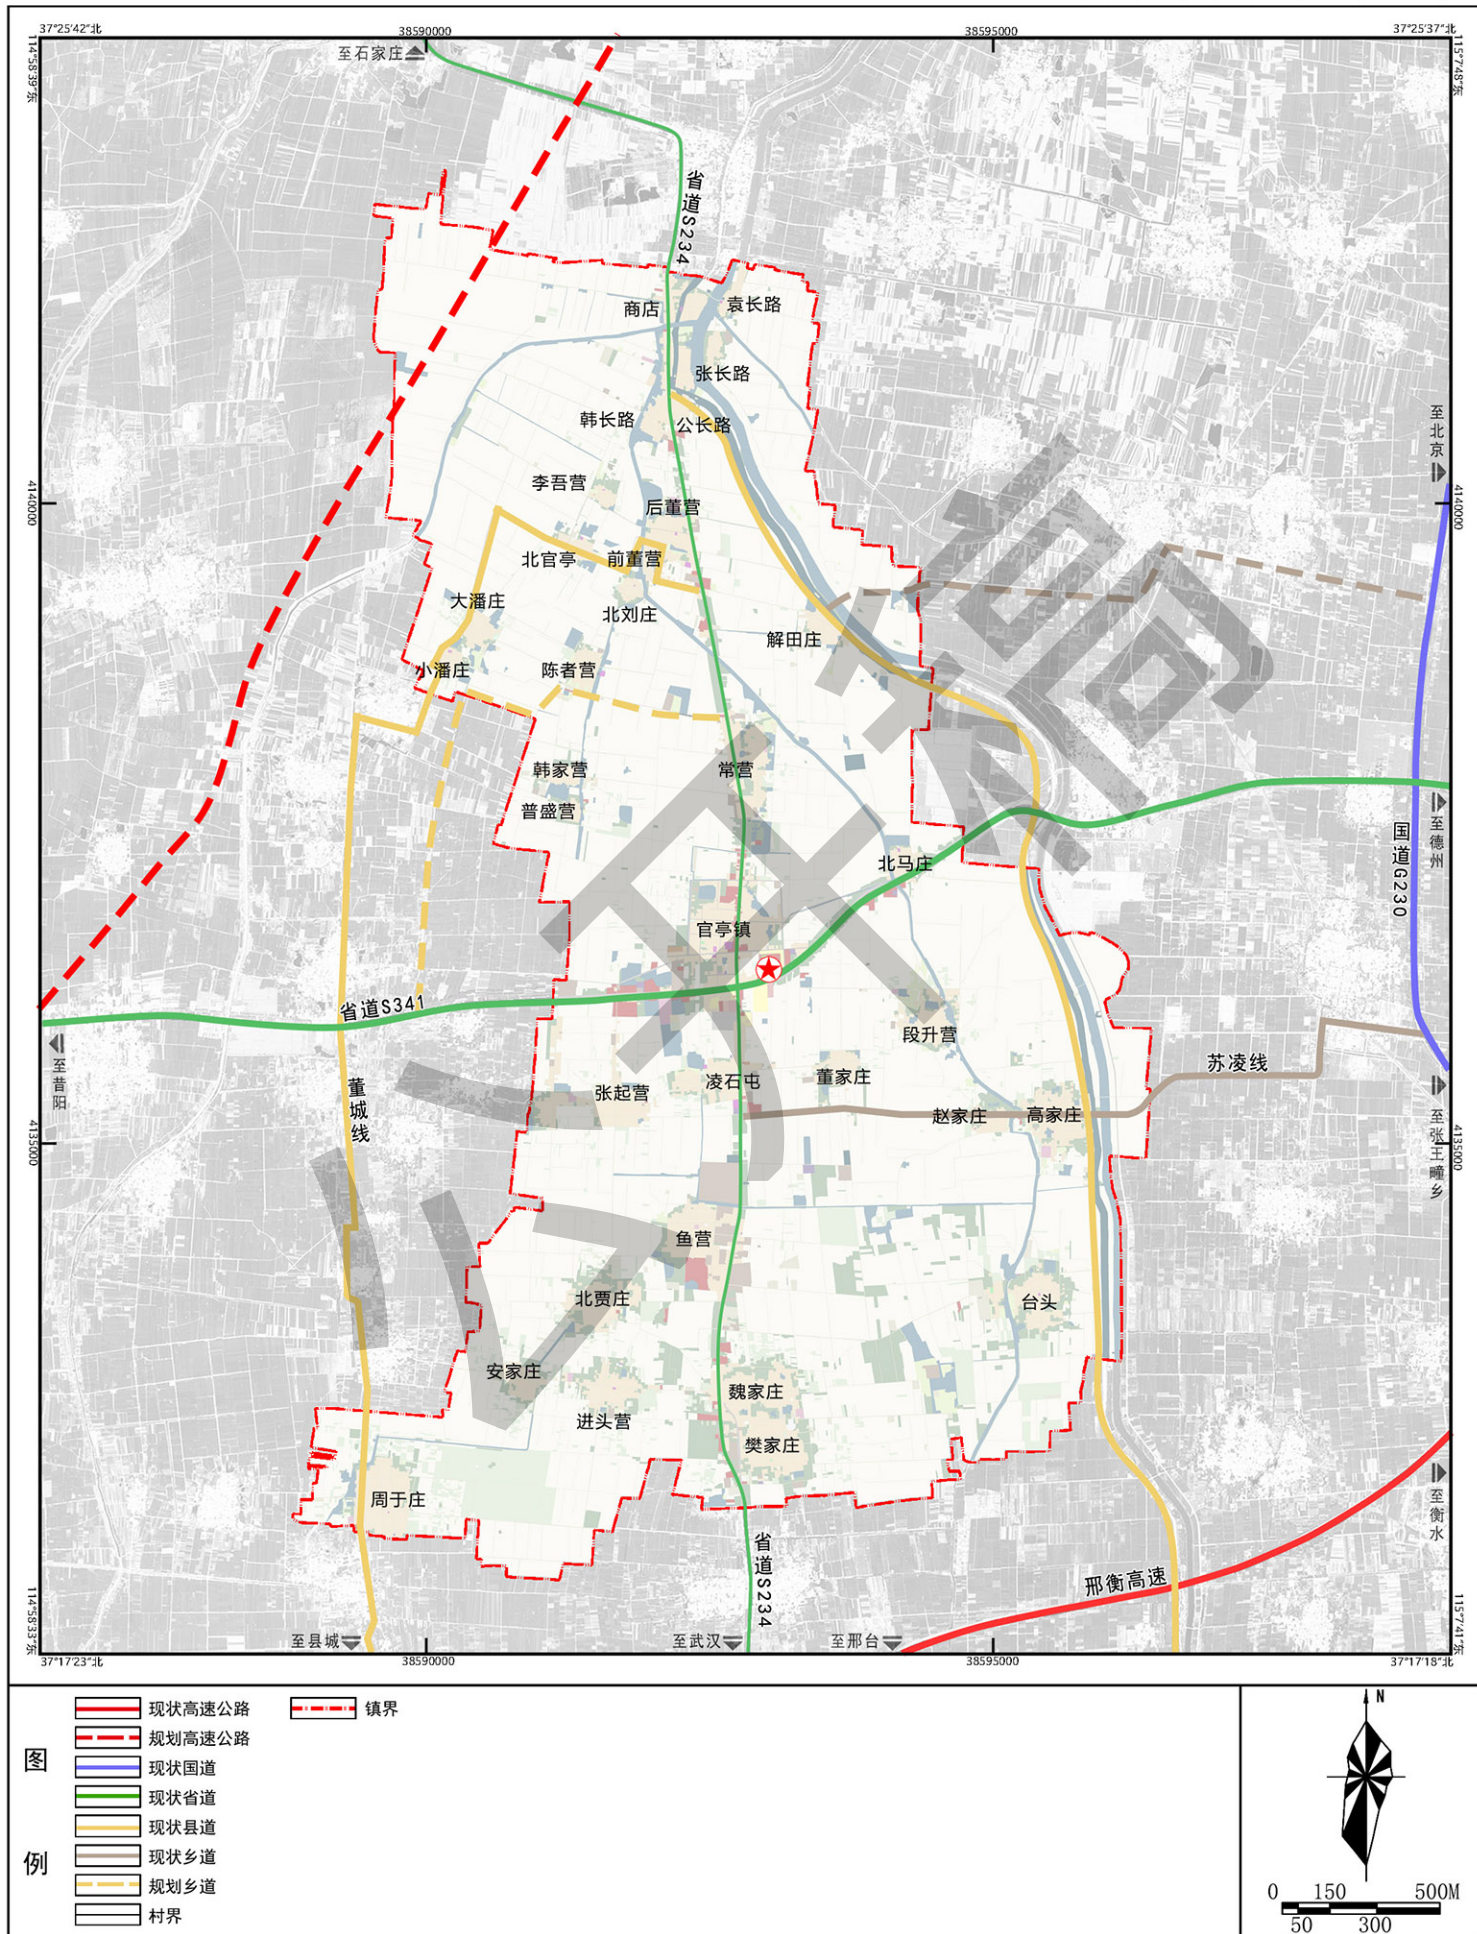 37°25′42″北
38590000
38595000
37°25′37″北
114°58′39″东
115°7′48″东
至石家庄
省道S234
商店
袁长路
张长路
韩长路
公长路
至北京
李吾营
后董营
4140000
4140000
北官亭
前董营
大潘庄
北刘庄
解田庄
小潘庄
陈者营
韩家营
常营
普盛营
至德州
国道G230
北马庄
官亭镇
省道S341
段升营
至昔阳
苏凌线
董城线
张起营
凌石屯
董家庄
赵家庄
高家庄
4135000
4135000
至张王疃乡
鱼营
北贾庄
台头
安家庄
魏家庄
进头营
樊家庄
周于庄
至衡水
省道S234
邢衡高速
114°58′33″东
115°7′41″东
至县城
至武汉
至邢台
37°17′23″北
38590000
38595000
37°17′18″北
公开稿
图例
现状高速公路
镇界
规划高速公路
现状国道
现状省道
现状县道
现状乡道
规划乡道
村界
N
0 150 500M
50 300